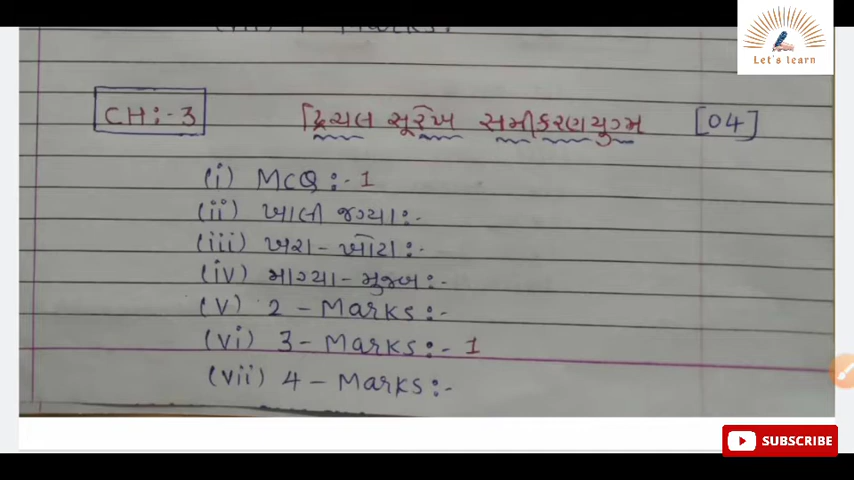 Let's learn
CH:-3 દ્વિચલ સુરેખ સમીકરણયુગ્મ [04]
(i) MCQ:- 1
(ii) ખાલી જગ્યા:-
(iii) ખરા-ખોટા:-
(iv) માગ્યા-મુજબ:-
(v) 2-Marks:-
(vi) 3-Marks:- 1
(vii) 4-Marks:-
SUBSCRIBE